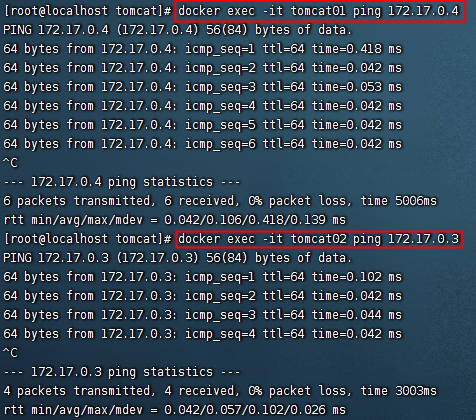 [root@localhost tomcat]# docker exec -it tomcat01 ping 172.17.0.4
PING 172.17.0.4 (172.17.0.4) 56(84) bytes of data.
64 bytes from 172.17.0.4: icmp_seq=1 ttl=64 time=0.418 ms
64 bytes from 172.17.0.4: icmp_seq=2 ttl=64 time=0.042 ms
64 bytes from 172.17.0.4: icmp_seq=3 ttl=64 time=0.053 ms
64 bytes from 172.17.0.4: icmp_seq=4 ttl=64 time=0.042 ms
64 bytes from 172.17.0.4: icmp_seq=5 ttl=64 time=0.042 ms
64 bytes from 172.17.0.4: icmp_seq=6 ttl=64 time=0.042 ms
^C
--- 172.17.0.4 ping statistics ---
6 packets transmitted, 6 received, 0% packet loss, time 5006ms
rtt min/avg/max/mdev = 0.042/0.106/0.418/0.139 ms
[root@localhost tomcat]# docker exec -it tomcat02 ping 172.17.0.3
PING 172.17.0.3 (172.17.0.3) 56(84) bytes of data.
64 bytes from 172.17.0.3: icmp_seq=1 ttl=64 time=0.102 ms
64 bytes from 172.17.0.3: icmp_seq=2 ttl=64 time=0.042 ms
64 bytes from 172.17.0.3: icmp_seq=3 ttl=64 time=0.044 ms
64 bytes from 172.17.0.3: icmp_seq=4 ttl=64 time=0.042 ms
^C
--- 172.17.0.3 ping statistics ---
4 packets transmitted, 4 received, 0% packet loss, time 3003ms
rtt min/avg/max/mdev = 0.042/0.057/0.102/0.026 ms